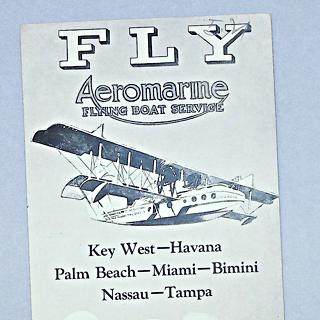 FLY
Aeromarine
FLYING BOAT SERVICE
Key West—Havana
Palm Beach—Miami—Bimini
Nassau—Tampa